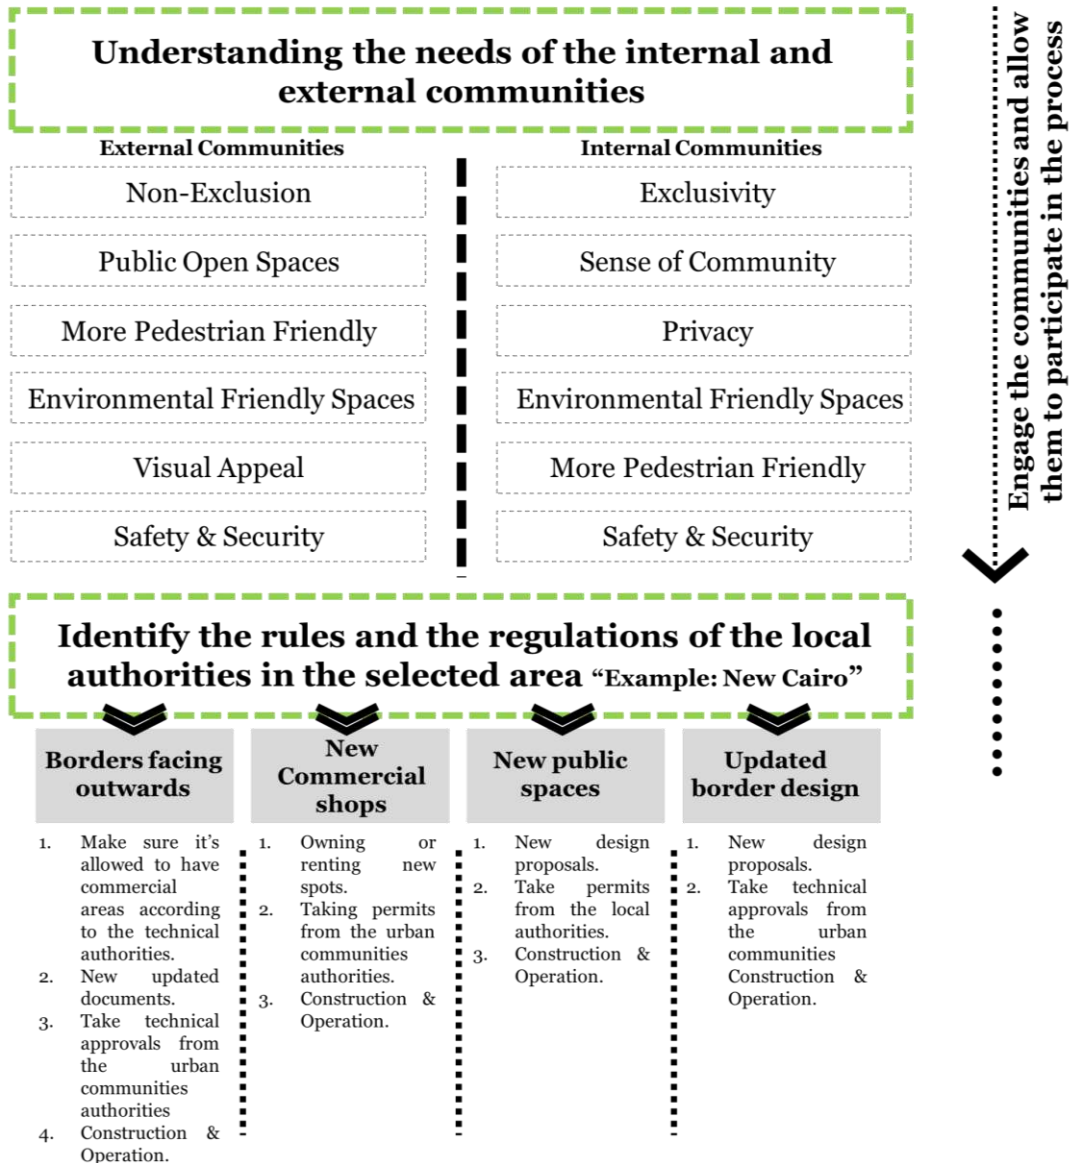 Understanding the needs of the internal and
external communities
External Communities
Non-Exclusion
Public Open Spaces
More Pedestrian Friendly
Environmental Friendly Spaces
Visual Appeal
Safety & Security
Internal Communities
Exclusivity
Sense of Community
Privacy
Environmental Friendly Spaces
More Pedestrian Friendly
Safety & Security
Engage the communities and allow
them to participate in the process
Identify the rules and the regulations of the local
authorities in the selected area “Example: New Cairo”
Borders facing
outwards
1. Make sure it’s
allowed to have
commercial
areas according
to the technical
authorities.
2. New updated
documents.
3. Take technical
approvals from
the urban
communities
authorities
4. Construction &
Operation.
New
Commercial
shops
1. Owning or
renting new
spots.
2. Taking permits
from the urban
communities
authorities.
3. Construction &
Operation.
New public
spaces
1. New design
proposals.
2. Take permits
from the local
authorities.
3. Construction &
Operation.
Updated
border design
1. New design
proposals.
2. Take technical
approvals from
the urban
communities
Construction &
Operation.